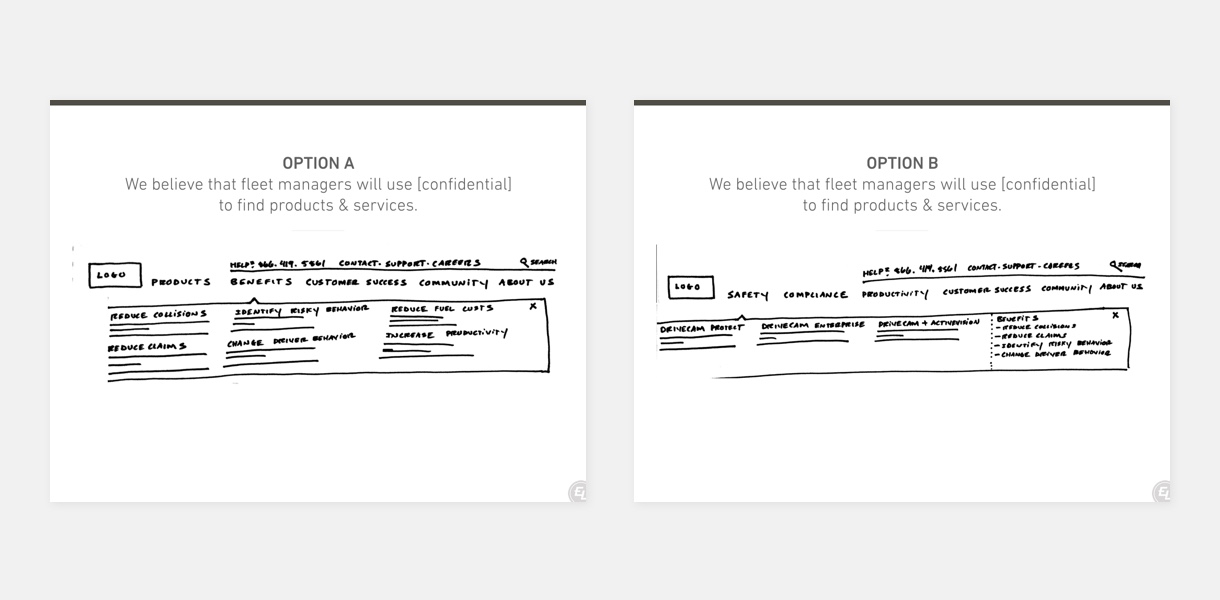 OPTION A
We believe that fleet managers will use [confidential]
to find products & services.
HELP? 866. 419. 5861 CONTACT · SUPPORT · CAREERS SEARCH
LOGO
PRODUCTS BENEFITS CUSTOMER SUCCESS COMMUNITY ABOUT US
REDUCE COLLISIONS IDENTIFY RISKY BEHAVIOR REDUCE FUEL COSTS X
REDUCE CLAIMS CHANGE DRIVER BEHAVIOR INCREASE PRODUCTIVITY
OPTION B
We believe that fleet managers will use [confidential]
to find products & services.
HELP? 866. 419. 5861 CONTACT · SUPPORT · CAREERS SEARCH
LOGO
SAFETY COMPLIANCE PRODUCTIVITY CUSTOMER SUCCESS COMMUNITY ABOUT US
DRIVECAM PROTECT DRIVECAM ENTERPRISE DRIVECAM + ACTIVEVISION BENEFITS X
- REDUCE COLLISIONS
- REDUCE CLAIMS
- IDENTIFY RISKY BEHAVIOR
- CHANGE DRIVER BEHAVIOR